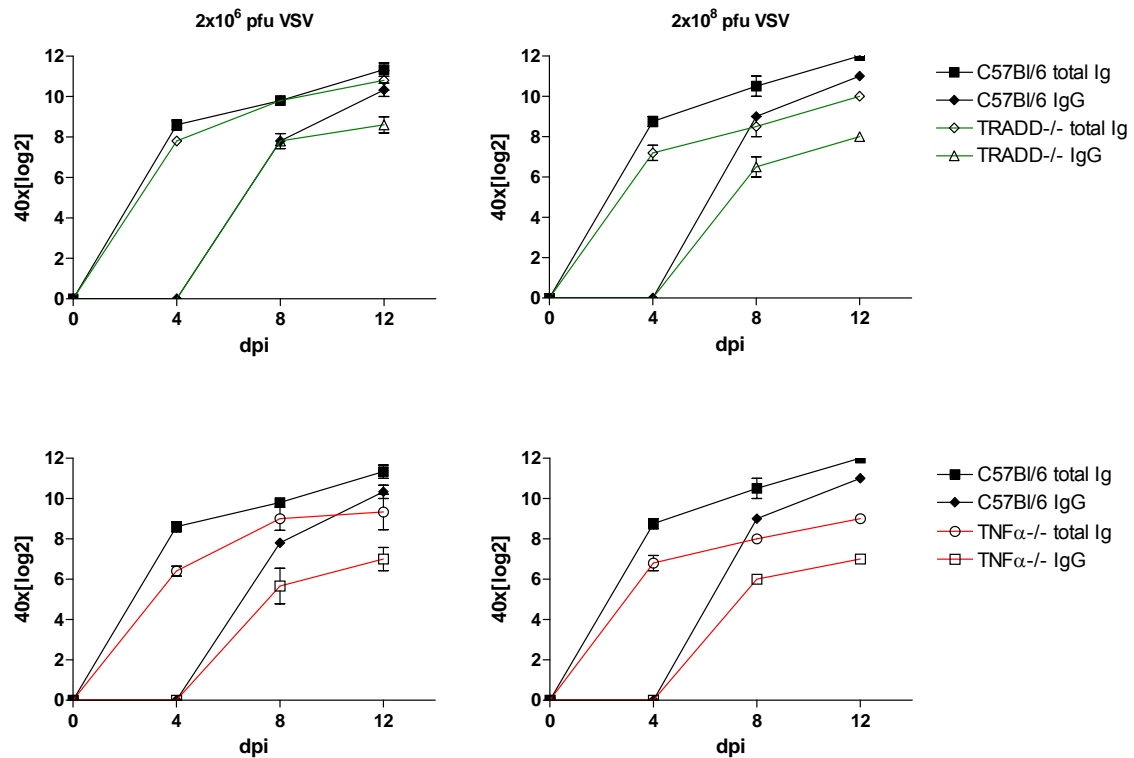 2x10⁶ pfu VSV
2x10⁸ pfu VSV
40x[log2]
12
10
8
6
4
2
0
0 4 8 12
dpi
40x[log2]
12
10
8
6
4
2
0
0 4 8 12
dpi
C57Bl/6 total Ig
C57Bl/6 IgG
TRADD-/- total Ig
TRADD-/- IgG
40x[log2]
12
10
8
6
4
2
0
0 4 8 12
dpi
40x[log2]
12
10
8
6
4
2
0
0 4 8 12
dpi
C57Bl/6 total Ig
C57Bl/6 IgG
TNFα-/- total Ig
TNFα-/- IgG